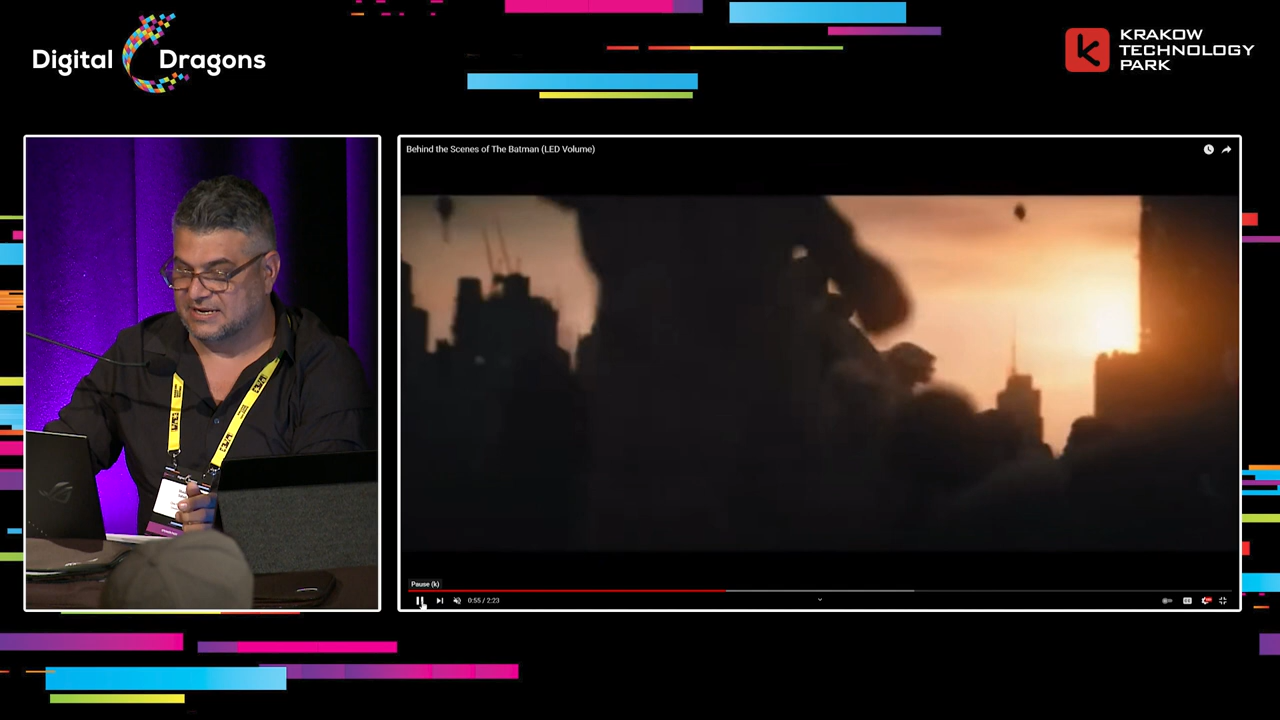 Digital Dragons
KRAKOW
TECHNOLOGY
PARK
Behind the Scenes of The Batman (LED Volume)
Pause (k)
0:55 / 2:23